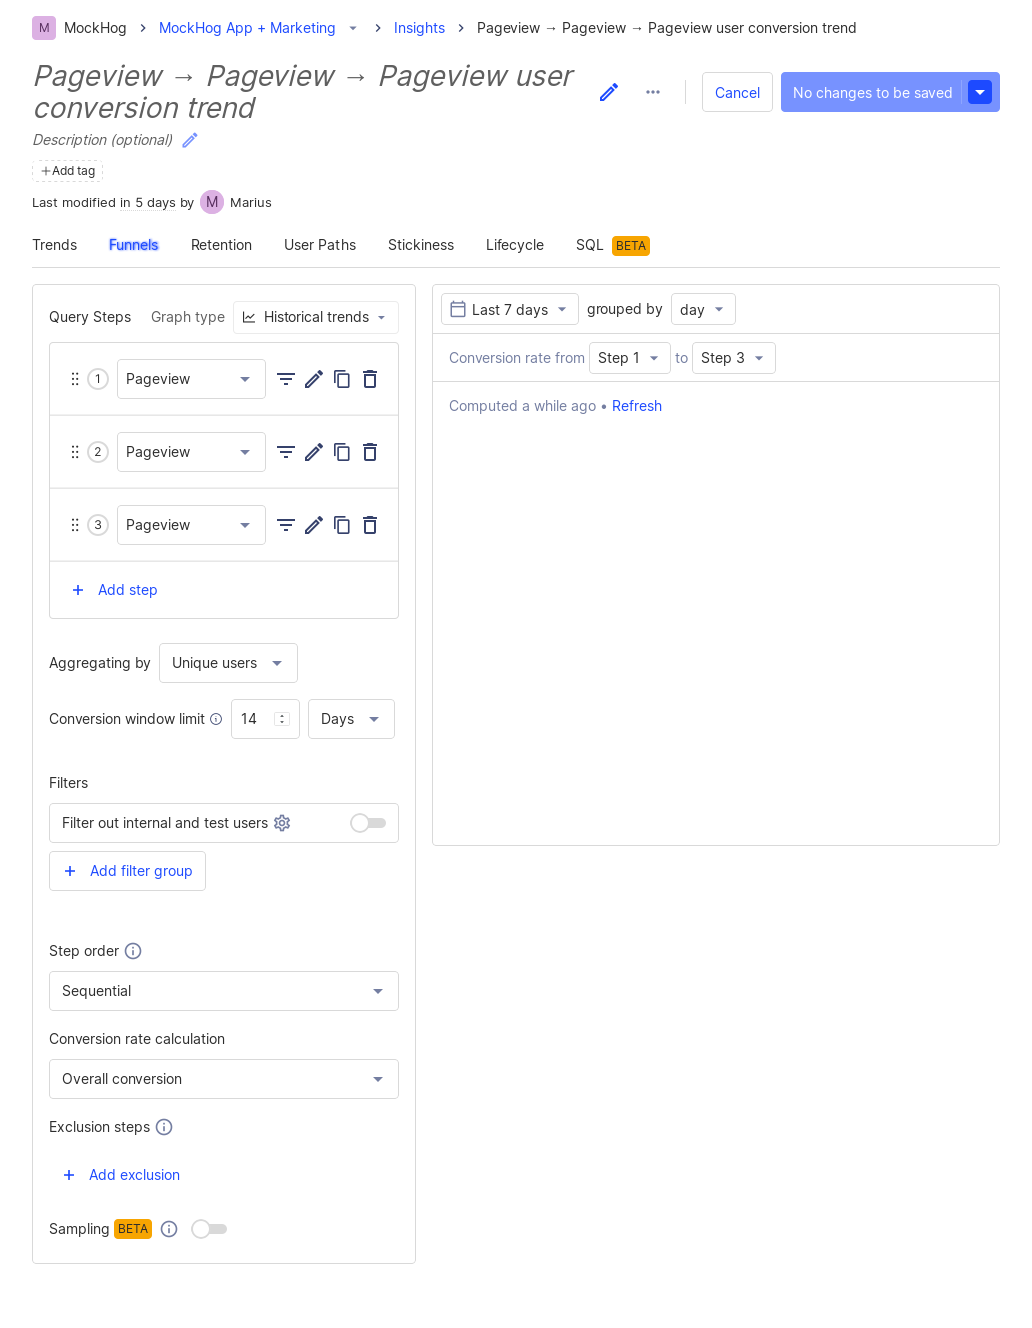 M MockHog > MockHog App + Marketing > Insights > Pageview → Pageview → Pageview user conversion trend
Pageview → Pageview → Pageview user
conversion trend
Cancel
No changes to be saved
Description (optional)
+Add tag
Last modified in 5 days by M Marius
Trends Funnels Retention User Paths Stickiness Lifecycle SQL BETA
Query Steps Graph type Historical trends
1 Pageview
2 Pageview
3 Pageview
+ Add step
Aggregating by Unique users
Conversion window limit 14 Days
Filters
Filter out internal and test users
+ Add filter group
Step order
Sequential
Conversion rate calculation
Overall conversion
Exclusion steps
+ Add exclusion
Sampling BETA
Last 7 days grouped by day
Conversion rate from Step 1 to Step 3
Computed a while ago • Refresh